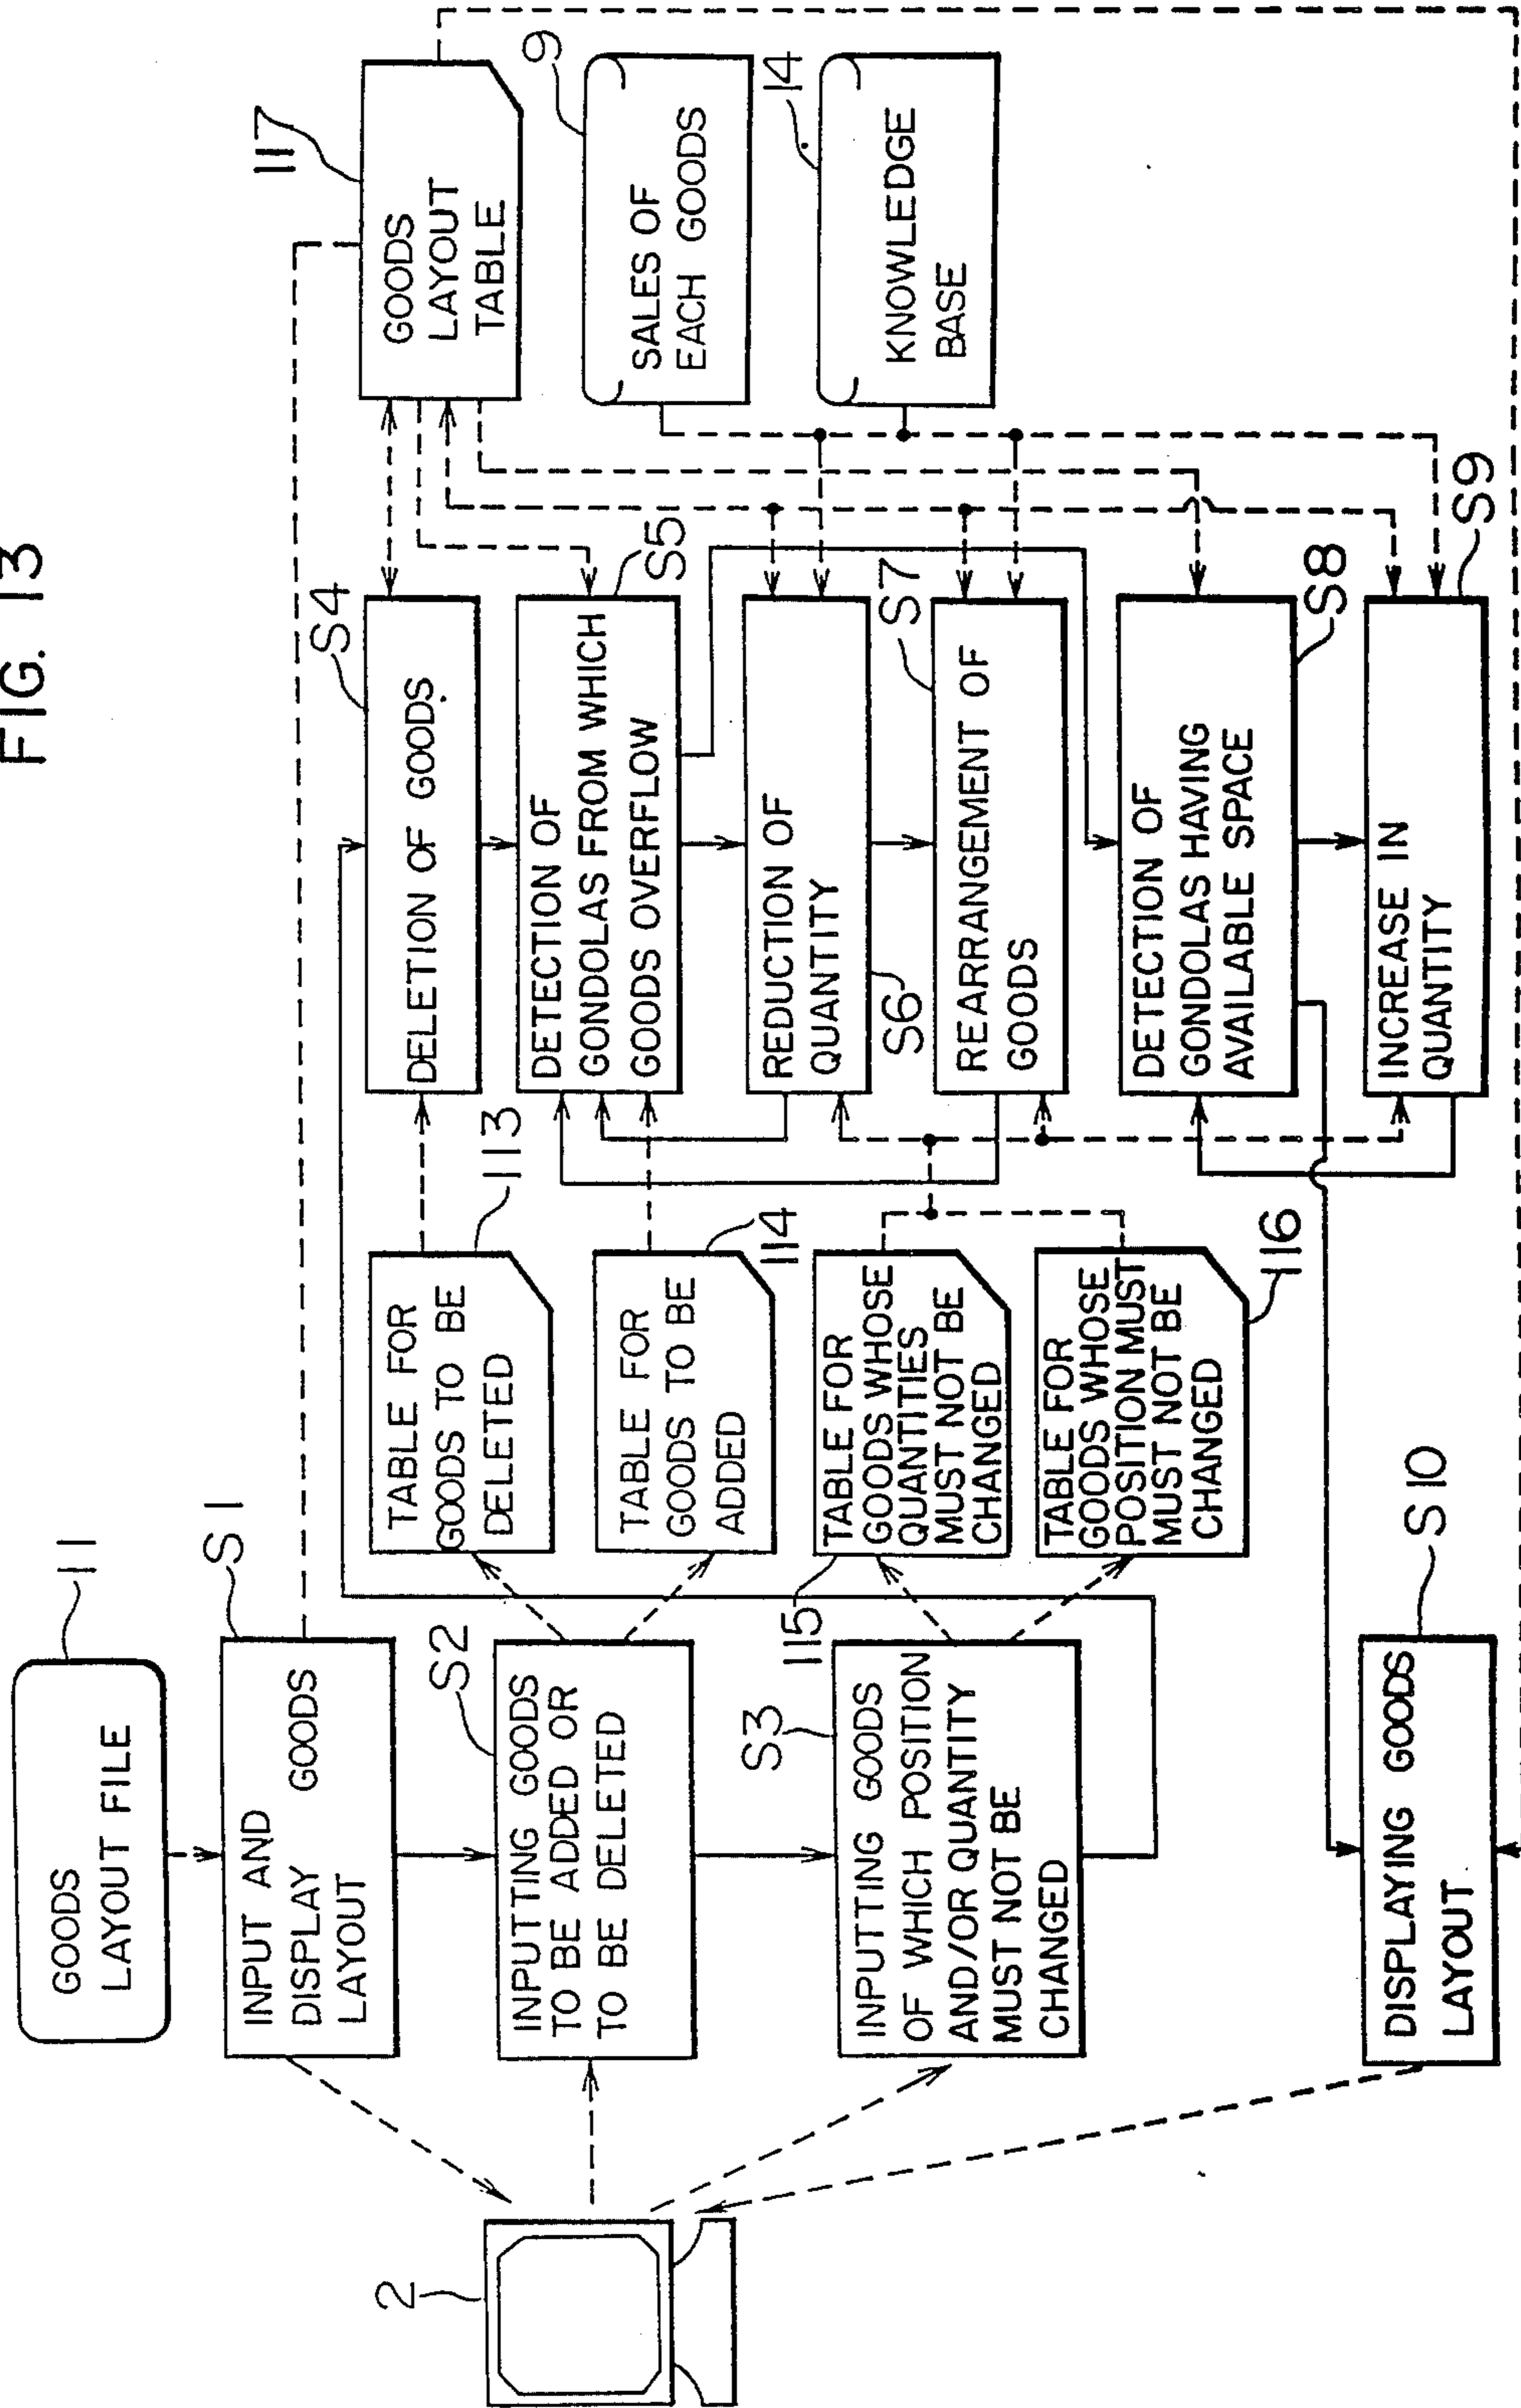 FIG. 13
11
GOODS
LAYOUT FILE
S1
INPUT AND
DISPLAY GOODS
LAYOUT
S2
INPUTTING GOODS
TO BE ADDED OR
TO BE DELETED
S3
INPUTTING GOODS
OF WHICH POSITION
AND/OR QUANTITY
MUST NOT BE
CHANGED
2
S10
DISPLAYING GOODS
LAYOUT
113
TABLE FOR
GOODS TO BE
DELETED
114
TABLE FOR
GOODS TO BE
ADDED
115
TABLE FOR
GOODS WHOSE
QUANTITIES
MUST NOT BE
CHANGED
116
TABLE FOR
GOODS WHOSE
POSITION MUST
MUST NOT BE
CHANGED
S4
DELETION OF GOODS
S5
DETECTION OF
GONDOLAS FROM WHICH
GOODS OVERFLOW
S6
REDUCTION OF
QUANTITY
S7
REARRANGEMENT OF
GOODS
S8
DETECTION OF
GONDOLAS HAVING
AVAILABLE SPACE
S9
INCREASE IN
QUANTITY
117
GOODS
LAYOUT
TABLE
9
SALES OF
EACH GOODS
14
KNOWLEDGE
BASE